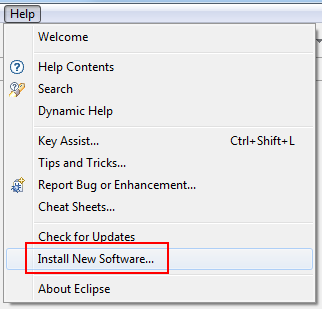 Help
Welcome
Help Contents
Search
Dynamic Help
Key Assist... Ctrl+Shift+L
Tips and Tricks...
Report Bug or Enhancement...
Cheat Sheets...
Check for Updates
Install New Software...
About Eclipse